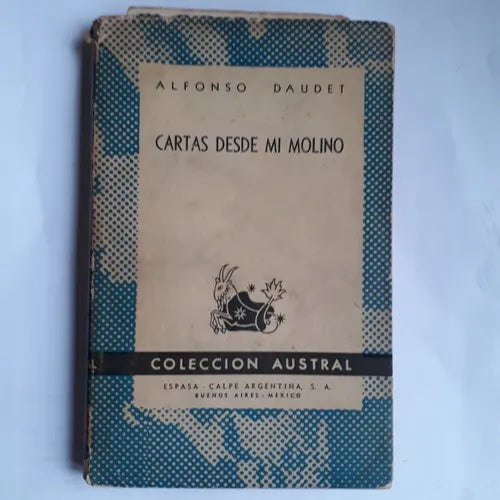 ALFONSO DAUDET
CARTAS DESDE MI MOLINO
COLECCION AUSTRAL
ESPASA - CALPE ARGENTINA, S. A.
BUENOS AIRES - MEXICO